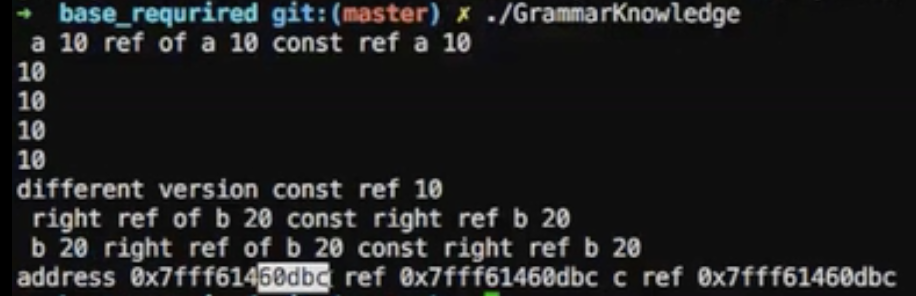 → base_requrired git:(master) ✗ ./GrammarKnowledge
a 10 ref of a 10 const ref a 10
10
10
10
10
different version const ref 10
right ref of b 20 const right ref b 20
b 20 right ref of b 20 const right ref b 20
address 0x7fff61460dbc ref 0x7fff61460dbc c ref 0x7fff61460dbc